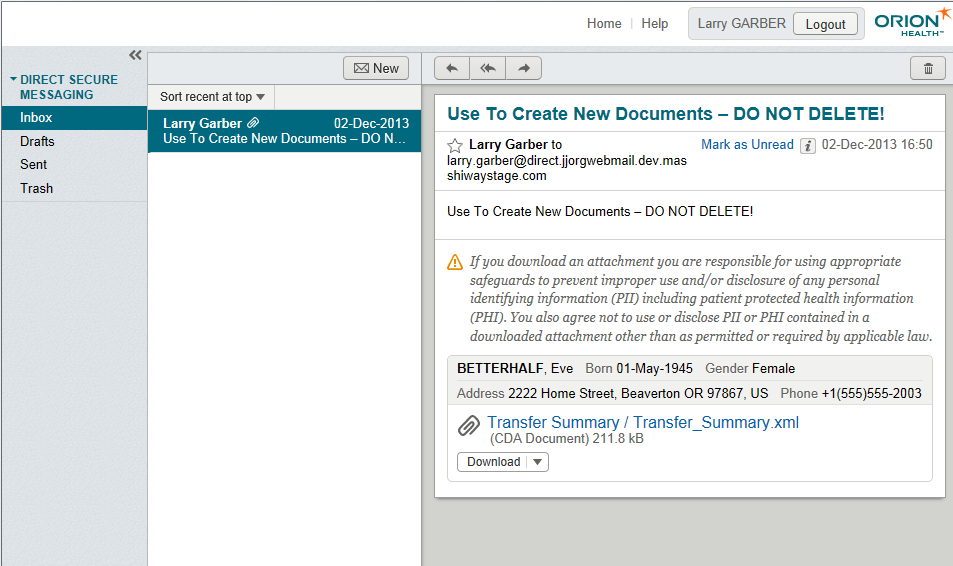 Home Help Larry GARBER Logout
ORION
HEALTH™
DIRECT SECURE
MESSAGING
Inbox
Drafts
Sent
Trash
New
Sort recent at top
Larry Garber 02-Dec-2013
Use To Create New Documents – DO N...
Use To Create New Documents – DO NOT DELETE!
Larry Garber to Mark as Unread 02-Dec-2013 16:50
larry.garber@direct.jjorgwebmail.dev.mas
shiwaystage.com
Use To Create New Documents – DO NOT DELETE!
If you download an attachment you are responsible for using appropriate
safeguards to prevent improper use and/or disclosure of any personal
identifying information (PII) including patient protected health information
(PHI). You also agree not to use or disclose PII or PHI contained in a
downloaded attachment other than as permitted or required by applicable law.
BETTERHALF, Eve Born 01-May-1945 Gender Female
Address 2222 Home Street, Beaverton OR 97867, US Phone +1(555)555-2003
Transfer Summary / Transfer_Summary.xml
(CDA Document) 211.8 kB
Download